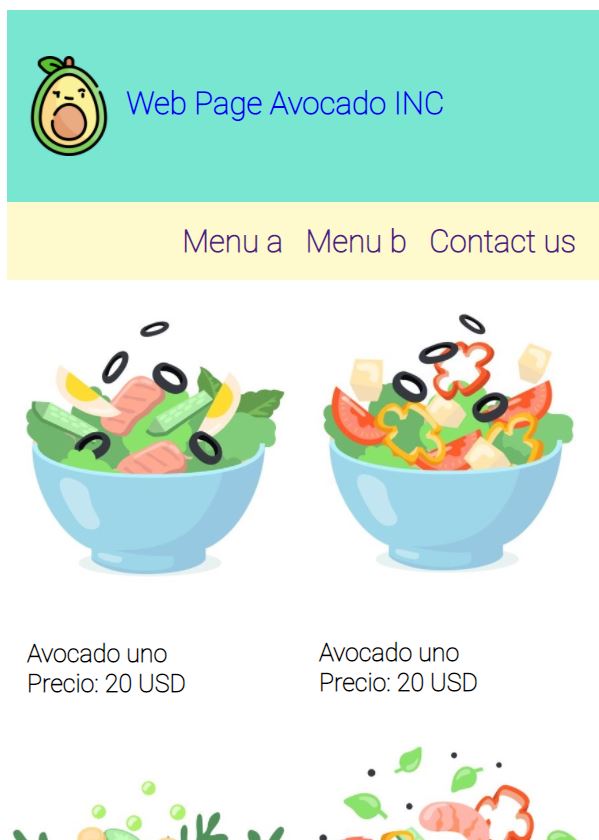 Web Page Avocado INC
Menu a Menu b Contact us
Avocado uno
Precio: 20 USD
Avocado uno
Precio: 20 USD